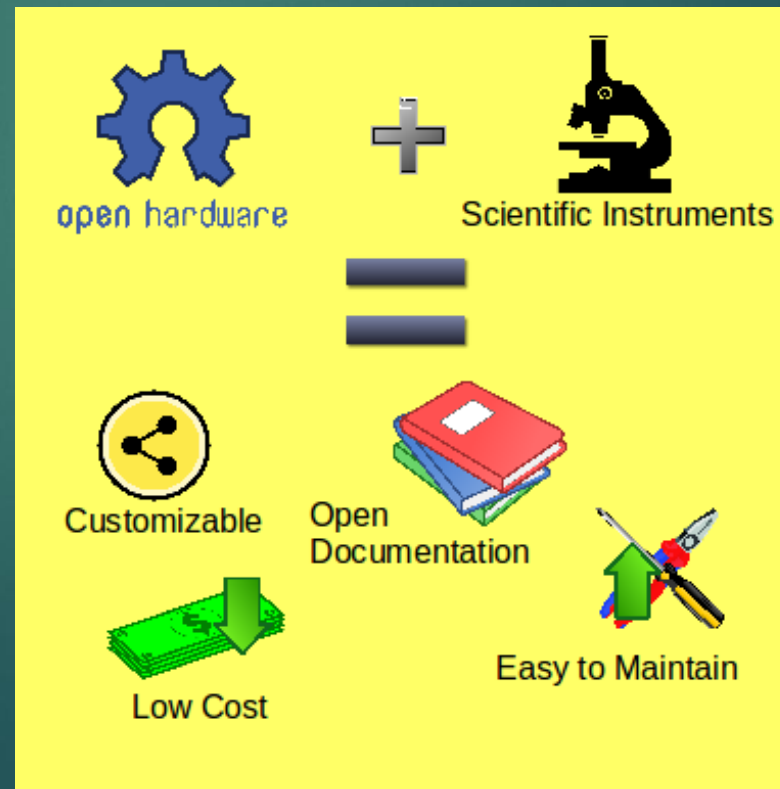 open hardware
Scientific Instruments
Customizable
Open
Documentation
Easy to Maintain
Low Cost